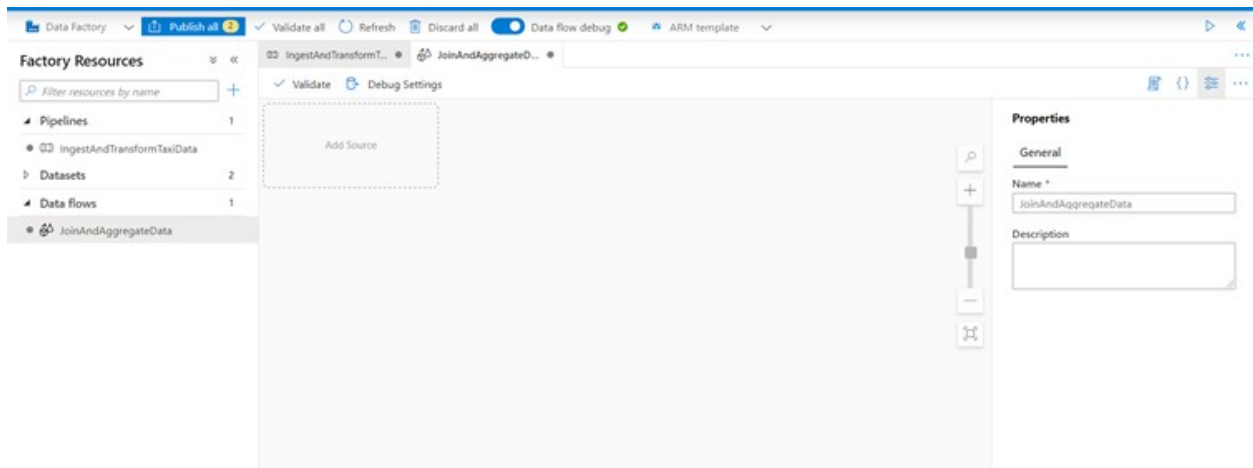 Data Factory Publish all 2 Validate all Refresh Discard all Data flow debug ARM template
Factory Resources
IngestAndTransformT... JoinAndAggregateD...
Filter resources by name
Validate Debug Settings
Pipelines 1
IngestAndTransformTaxiData
Datasets 2
Data flows 1
JoinAndAggregateData
Add Source
Properties
General
Name *
JoinAndAggregateData
Description